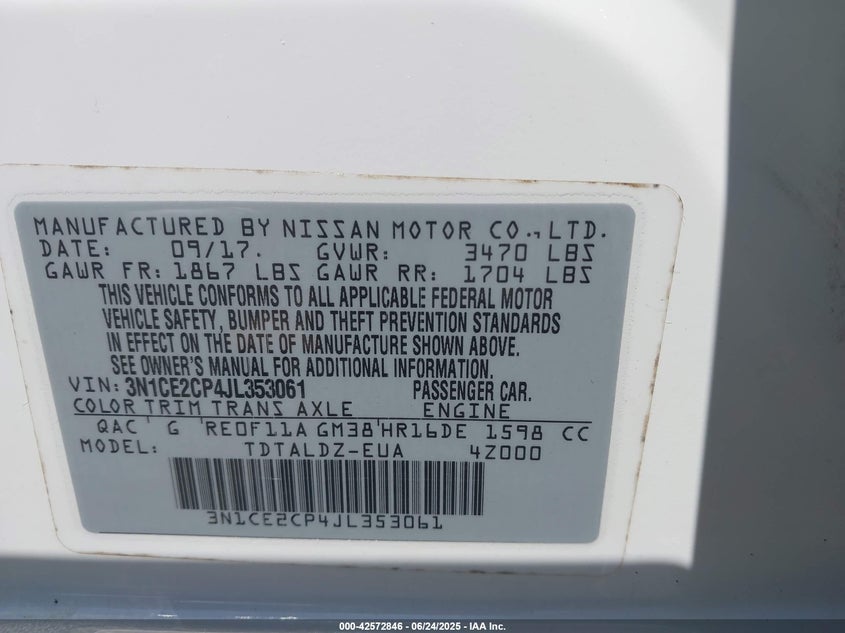 MANUFACTURED BY NISSAN MOTOR CO., LTD.
DATE: 09/17. GVWR: 3470 LBS
GAWR FR: 1867 LBS GAWR RR: 1704 LBS
THIS VEHICLE CONFORMS TO ALL APPLICABLE FEDERAL MOTOR
VEHICLE SAFETY, BUMPER AND THEFT PREVENTION STANDARDS
IN EFFECT ON THE DATE OF MANUFACTURE SHOWN ABOVE.
SEE OWNER'S MANUAL FOR ADDITIONAL INFORMATION.
VIN: 3N1CE2CP4JL353061 PASSENGER CAR.
COLOR TRIM TRANS AXLE ENGINE
QAC G RE0F11A GM38 HR16DE 1598 CC
MODEL: TDTALDZ-EUA 4Z000
3N1CE2CP4JL353061
000-42572846 - 06/24/2025 - IAA Inc.